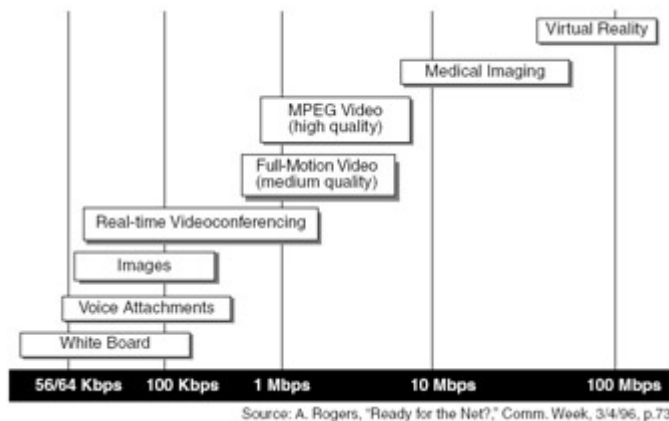 Virtual Reality
Medical Imaging
MPEG Video
(high quality)
Full-Motion Video
(medium quality)
Real-time Videoconferencing
Images
Voice Attachments
White Board
56/64 Kbps 100 Kbps 1 Mbps 10 Mbps 100 Mbps
Source: A. Rogers, "Ready for the Net?," Comm. Week, 3/4/96, p.73